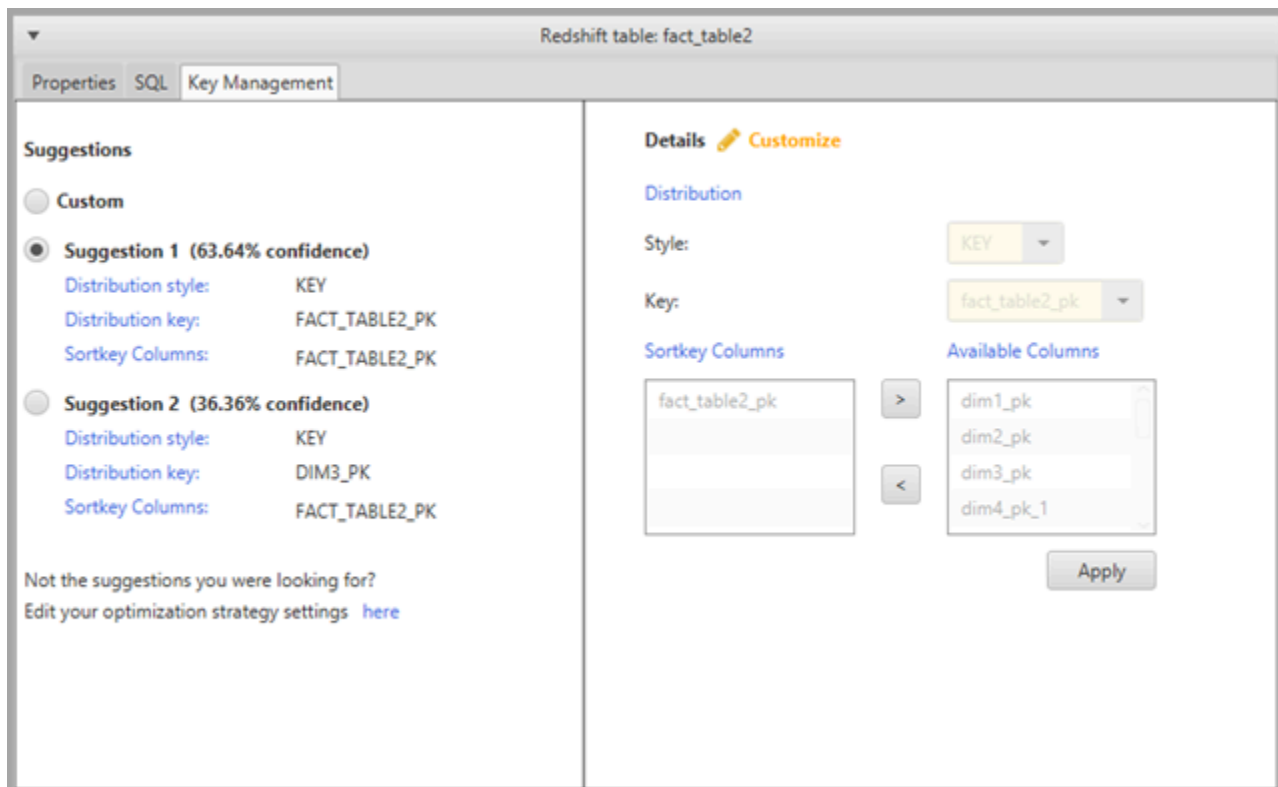 Redshift table: fact_table2
Properties SQL Key Management
Suggestions
Custom
Suggestion 1 (63.64% confidence)
Distribution style: KEY
Distribution key: FACT_TABLE2_PK
Sortkey Columns: FACT_TABLE2_PK
Suggestion 2 (36.36% confidence)
Distribution style: KEY
Distribution key: DIM3_PK
Sortkey Columns: FACT_TABLE2_PK
Not the suggestions you were looking for?
Edit your optimization strategy settings here
Details Customize
Distribution
Style: KEY
Key: fact_table2_pk
Sortkey Columns Available Columns
fact_table2_pk > dim1_pk
dim2_pk
< dim3_pk
dim4_pk_1
Apply